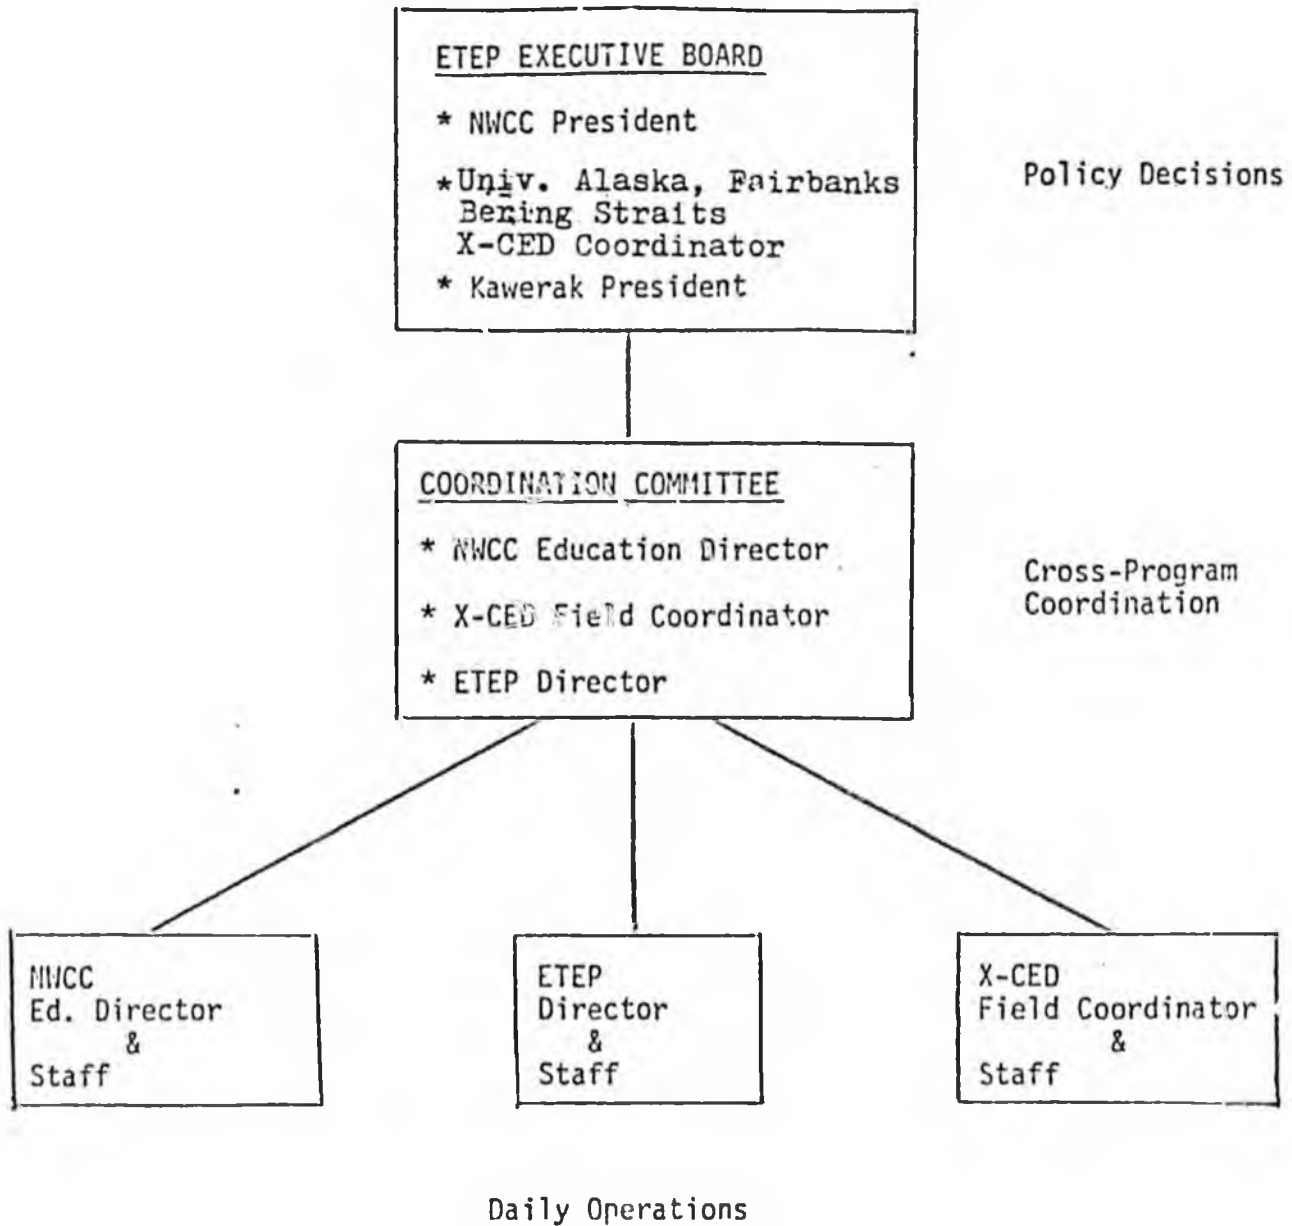 ETEP EXECUTIVE BOARD
* NWCC President
*Univ. Alaska, Fairbanks
Bering Straits
X-CED Coordinator
* Kawerak President
Policy Decisions
COORDINATION COMMITTEE
* NWCC Education Director
* X-CED Field Coordinator
* ETEP Director
Cross-Program
Coordination
NWCC
Ed. Director
&
Staff
ETEP
Director
&
Staff
X-CED
Field Coordinator
&
Staff
Daily Operations